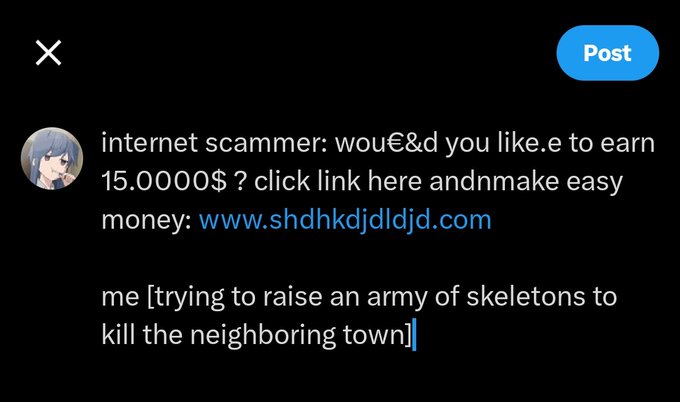 Post
internet scammer: wou€&d you like.e to earn
15.0000$ ? click link here andnmake easy
money: www.shdhkdjdldjd.com
me [trying to raise an army of skeletons to
kill the neighboring town]